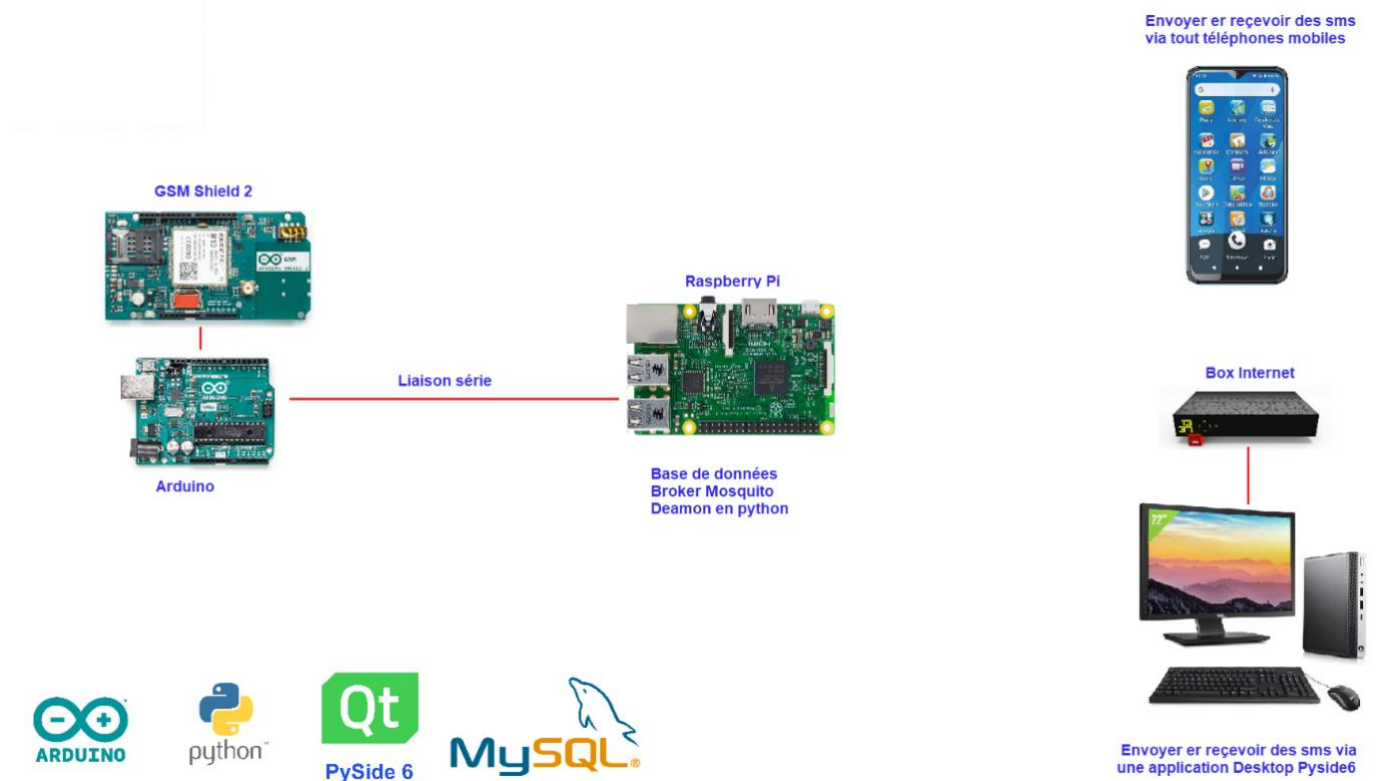 Envoyer er reçevoir des sms
via tout téléphones mobiles
GSM Shield 2
Raspberry Pi
Liaison série
Box Internet
Arduino
Base de données
Broker Mosquito
Deamon en python
22"
ARDUINO
python
Qt
PySide 6
MySQL
Envoyer er reçevoir des sms via
une application Desktop Pyside6